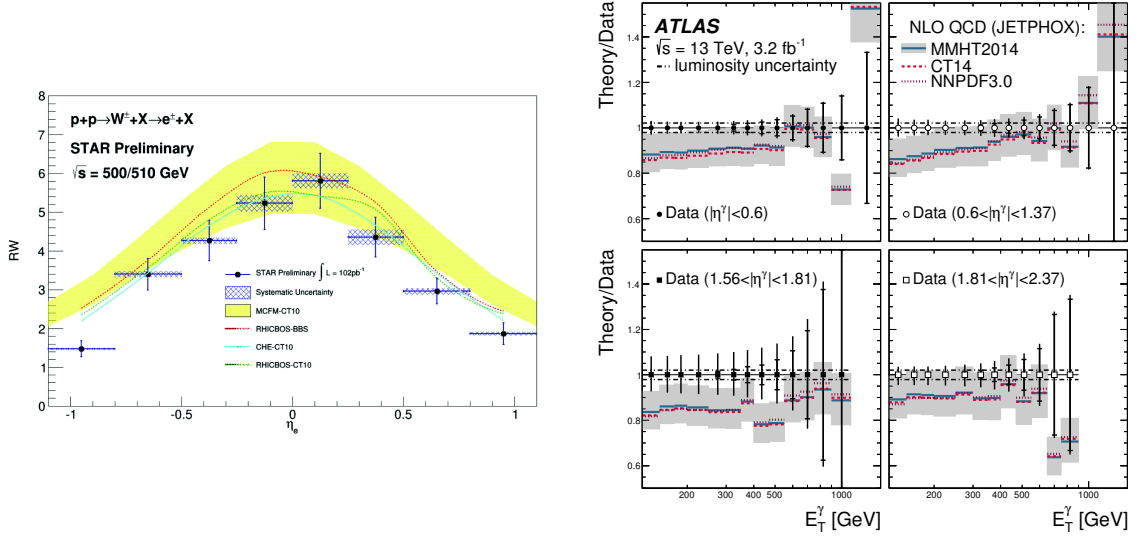 p+p→W±+X→e±+X
STAR Preliminary
√s = 500/510 GeV
RW
8
7
6
5
4
3
2
1
0
STAR Preliminary ∫ L = 102pb⁻¹
Systematic Uncertainty
MCFM-CT10
RHICBOS-BBS
CHE-CT10
RHICBOS-CT10
-1 -0.5 0 0.5 1
ηe
Theory/Data
1.4
1.2
1
0.8
0.6
ATLAS
√s = 13 TeV, 3.2 fb⁻¹
luminosity uncertainty
Data (|ηγ|<0.6)
NLO QCD (JETPHOX):
MMHT2014
CT14
NNPDF3.0
Data (0.6<|ηγ|<1.37)
Theory/Data
1.4
1.2
1
0.8
0.6
Data (1.56<|ηγ|<1.81)
Data (1.81<|ηγ|<2.37)
200 300 400 500 1000
200 300 400 500 1000
ETγ [GeV]
ETγ [GeV]